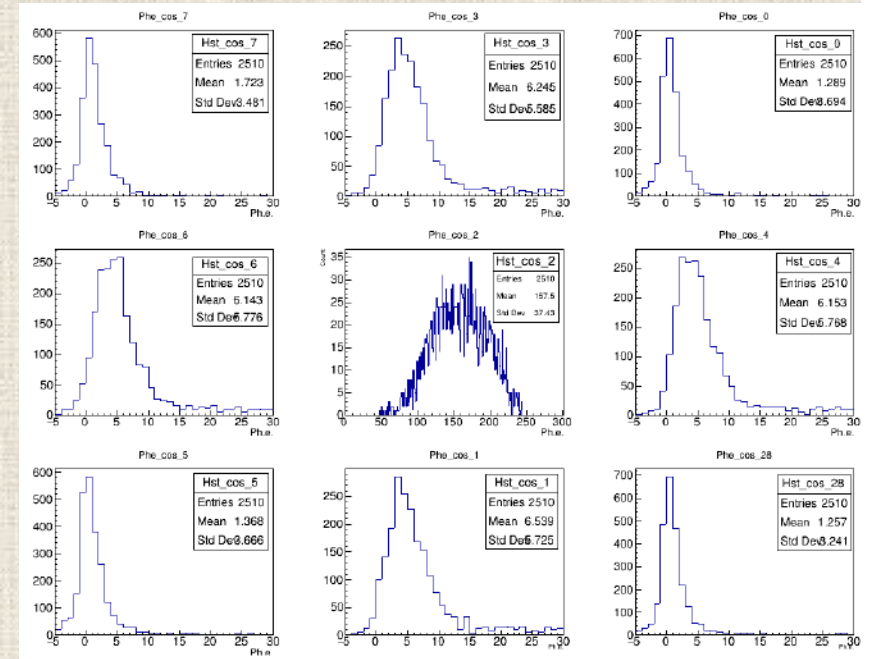 Phe_cos_7
600
500
400
300
200
100
0
-5 0 5 10 15 20 25 30
Ph.e.
Hst_cos_7
Entries 2510
Mean 1.723
Std Dev 3.481
Phe_cos_3
250
200
150
100
50
0
-5 0 5 10 15 20 25 30
Ph.e.
Hst_cos_3
Entries 2510
Mean 6.245
Std Dev 5.585
Phe_cos_0
700
600
500
400
300
200
100
0
-5 0 5 10 15 20 25 30
Ph.e.
Hst_cos_0
Entries 2510
Mean 1.289
Std Dev
Phe_cos_6
250
200
150
100
50
0
-5 0 5 10 15 20 25 30
Ph.e.
Hst_cos_6
Entries 2510
Mean 6.143
Std Dev
Phe_cos_2
Count
35
30
25
20
15
10
5
0
0 50 100 150 200 250 300
Ph.e.
Hst_cos_2
Entries 2510
Mean 157.5
Std Dev 37.43
Phe_cos_4
250
200
150
100
50
0
-5 0 5 10 15 20 25 30
Ph.e.
Hst_cos_4
Entries 2510
Mean 6.153
Std Dev 5.768
Phe_cos_5
600
500
400
300
200
100
0
-5 0 5 10 15 20 25 30
Ph.e.
Hst_cos_5
Entries 2510
Mean 1.368
Std Dev
Phe_cos_1
250
200
150
100
50
0
-5 0 5 10 15 20 25 30
Ph.e.
Hst_cos_1
Entries 2510
Mean 6.539
Std Dev
Phe_cos_28
700
600
500
400
300
200
100
0
-5 0 5 10 15 20 25 30
Ph.e.
Hst_cos_28
Entries 2510
Mean 1.257
Std Dev